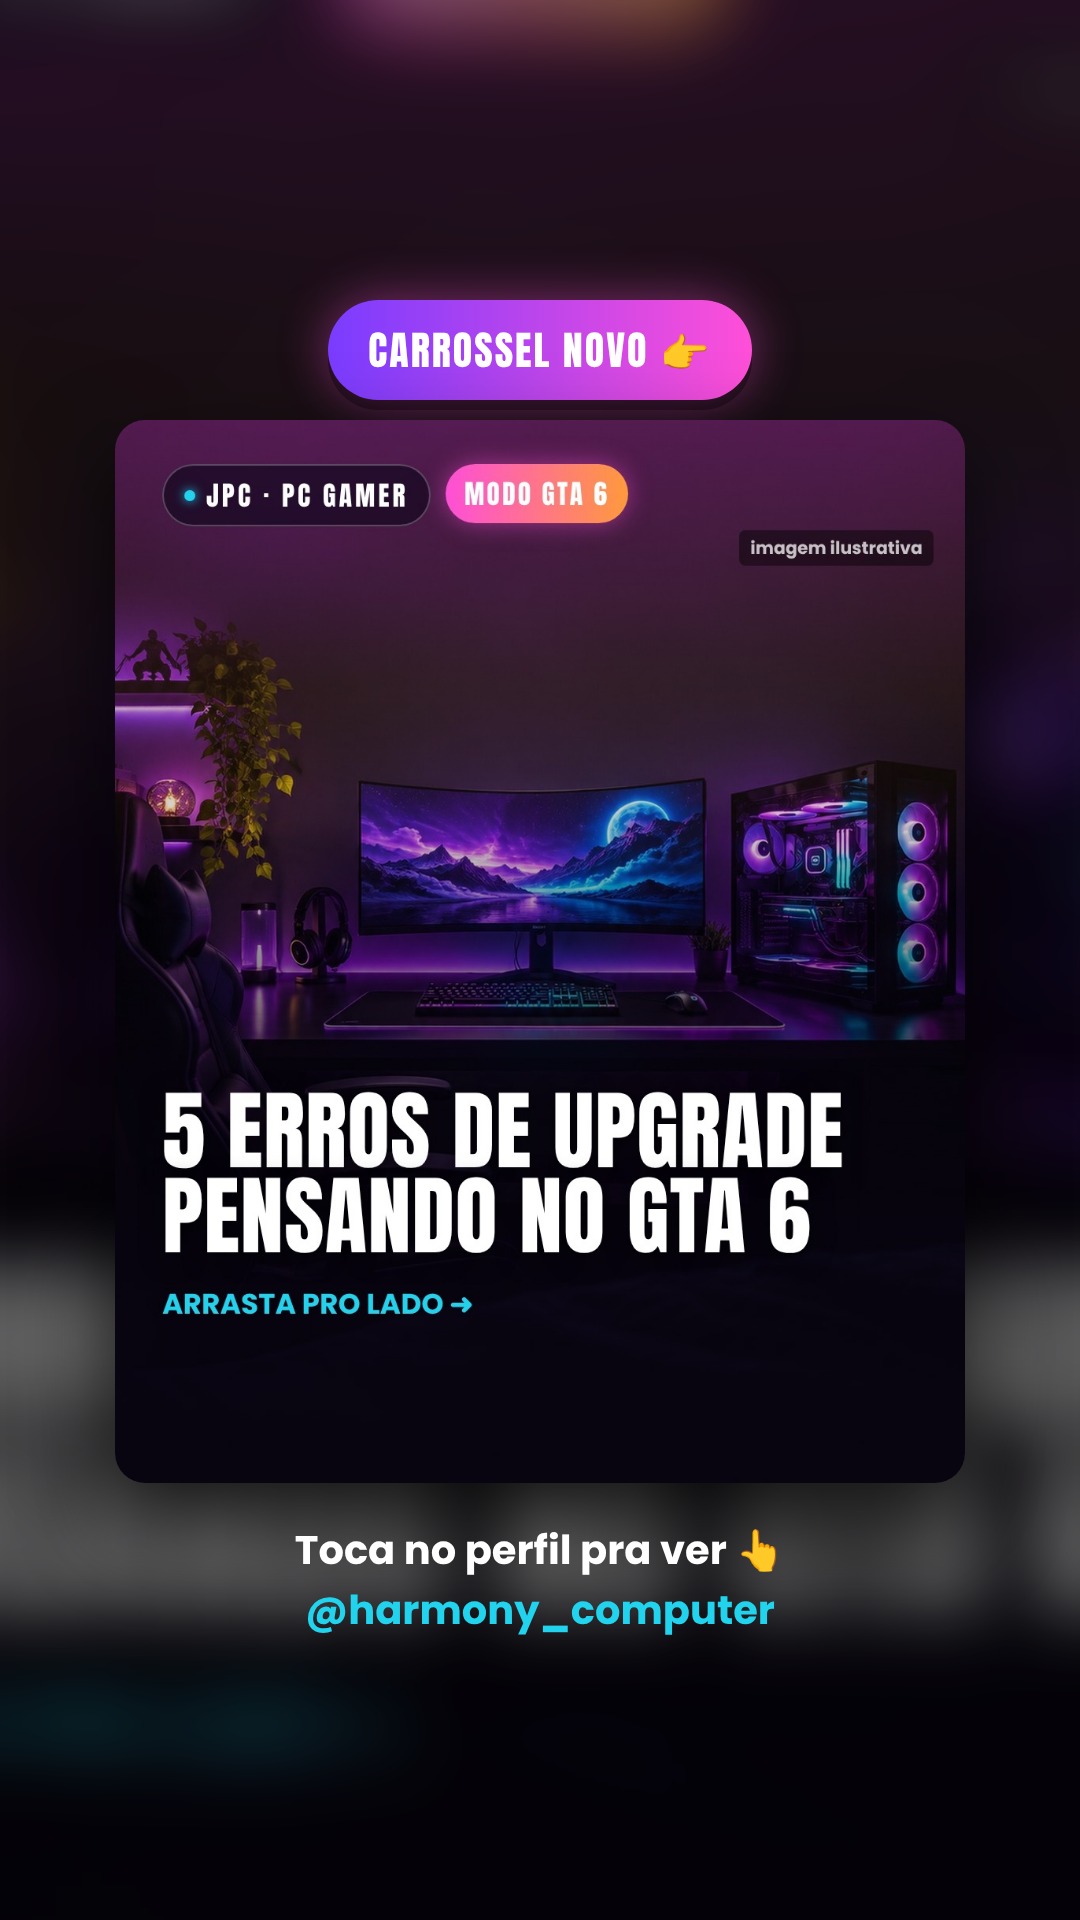 CARROSSEL NOVO 👉
JPC · PC GAMER
MODO GTA 6
imagem ilustrativa
5 ERROS DE UPGRADE
PENSANDO NO GTA 6
ARRASTA PRO LADO ➜
Toca no perfil pra ver 👆
@harmony_computer